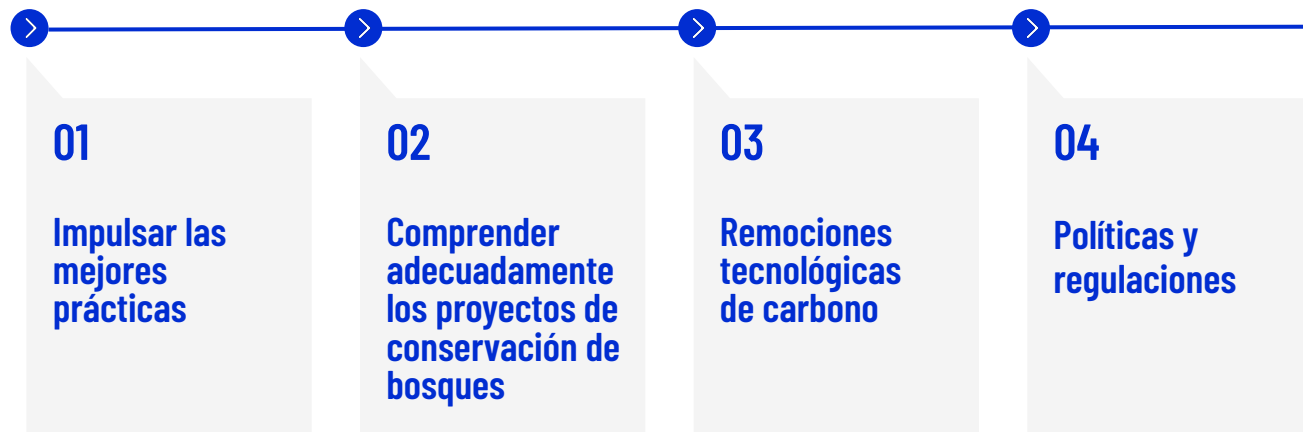 01
Impulsar las
mejores
prácticas
02
Comprender
adecuadamente
los proyectos de
conservación de
bosques
03
Remociones
tecnológicas
de carbono
04
Políticas y
regulaciones